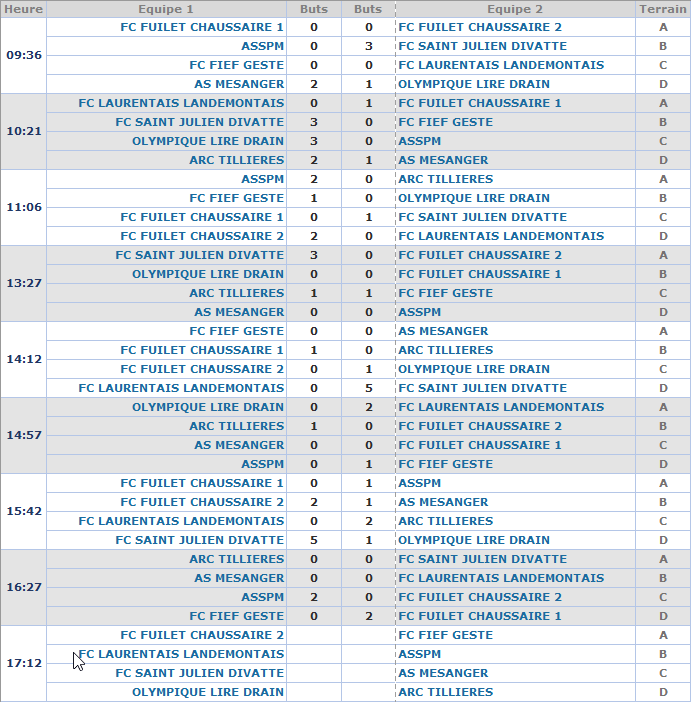 Heure Equipe 1 Buts Buts Equipe 2 Terrain
FC FUILET CHAUSSAIRE 1 0 0 FC FUILET CHAUSSAIRE 2 A
ASSPM 0 3 FC SAINT JULIEN DIVATTE B
09:36
FC FIEF GESTE 0 0 FC LAURENTAIS LANDEMONTAIS C
AS MESANGER 2 1 OLYMPIQUE LIRE DRAIN D
FC LAURENTAIS LANDEMONTAIS 0 1 FC FUILET CHAUSSAIRE 1 A
FC SAINT JULIEN DIVATTE 3 0 FC FIEF GESTE B
10:21
OLYMPIQUE LIRE DRAIN 3 0 ASSPM C
ARC TILLIERES 2 1 AS MESANGER D
ASSPM 2 0 ARC TILLIERES A
FC FIEF GESTE 1 0 OLYMPIQUE LIRE DRAIN B
11:06
FC FUILET CHAUSSAIRE 1 0 1 FC SAINT JULIEN DIVATTE C
FC FUILET CHAUSSAIRE 2 2 0 FC LAURENTAIS LANDEMONTAIS D
FC SAINT JULIEN DIVATTE 3 0 FC FUILET CHAUSSAIRE 2 A
OLYMPIQUE LIRE DRAIN 0 0 FC FUILET CHAUSSAIRE 1 B
13:27
ARC TILLIERES 1 1 FC FIEF GESTE C
AS MESANGER 0 0 ASSPM D
FC FIEF GESTE 0 0 AS MESANGER A
FC FUILET CHAUSSAIRE 1 1 0 ARC TILLIERES B
14:12
FC FUILET CHAUSSAIRE 2 0 1 OLYMPIQUE LIRE DRAIN C
FC LAURENTAIS LANDEMONTAIS 0 5 FC SAINT JULIEN DIVATTE D
OLYMPIQUE LIRE DRAIN 0 2 FC LAURENTAIS LANDEMONTAIS A
ARC TILLIERES 1 0 FC FUILET CHAUSSAIRE 2 B
14:57
AS MESANGER 0 0 FC FUILET CHAUSSAIRE 1 C
ASSPM 0 1 FC FIEF GESTE D
FC FUILET CHAUSSAIRE 1 0 1 ASSPM A
FC FUILET CHAUSSAIRE 2 2 1 AS MESANGER B
15:42
FC LAURENTAIS LANDEMONTAIS 0 2 ARC TILLIERES C
FC SAINT JULIEN DIVATTE 5 1 OLYMPIQUE LIRE DRAIN D
ARC TILLIERES 0 0 FC SAINT JULIEN DIVATTE A
AS MESANGER 0 0 FC LAURENTAIS LANDEMONTAIS B
16:27
ASSPM 2 0 FC FUILET CHAUSSAIRE 2 C
FC FIEF GESTE 0 2 FC FUILET CHAUSSAIRE 1 D
FC FUILET CHAUSSAIRE 2 FC FIEF GESTE A
FC LAURENTAIS LANDEMONTAIS ASSPM B
17:12
FC SAINT JULIEN DIVATTE AS MESANGER C
OLYMPIQUE LIRE DRAIN ARC TILLIERES D